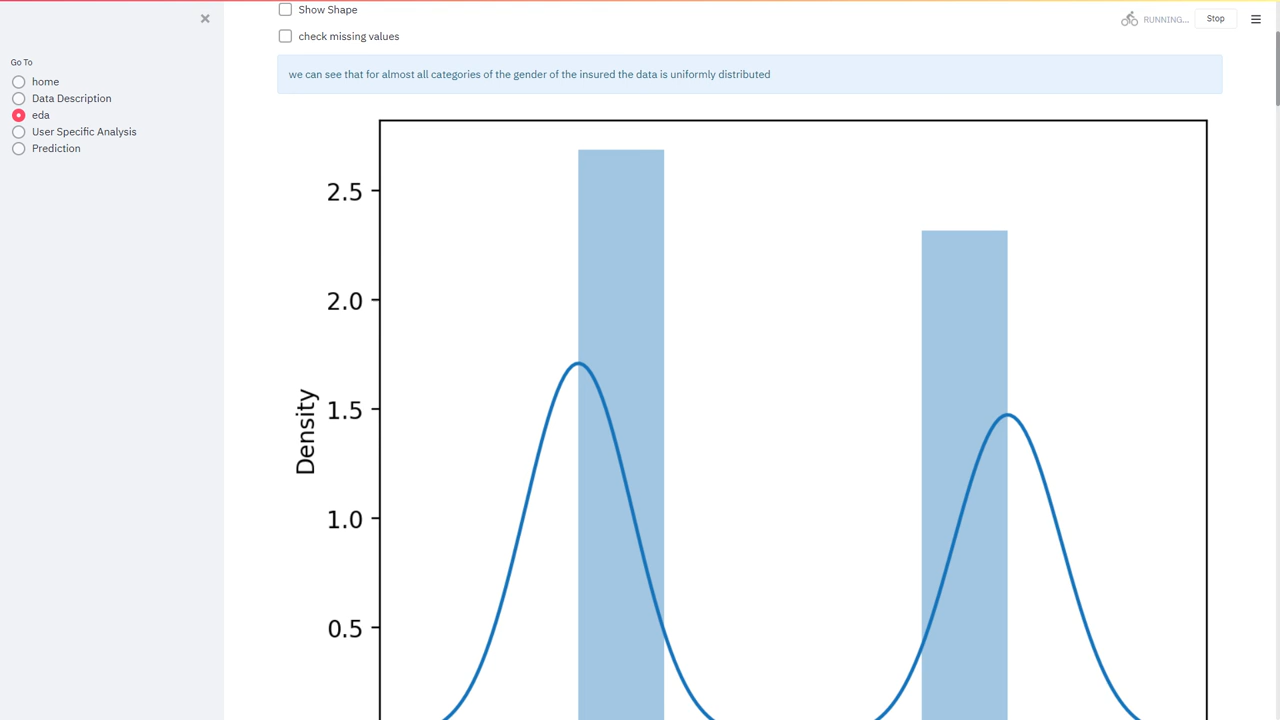 Show Shape
RUNNING...
Stop
check missing values
Go To
home
Data Description
eda
User Specific Analysis
Prediction
we can see that for almost all categories of the gender of the insured the data is uniformly distributed
2.5
2.0
1.5
1.0
0.5
Density